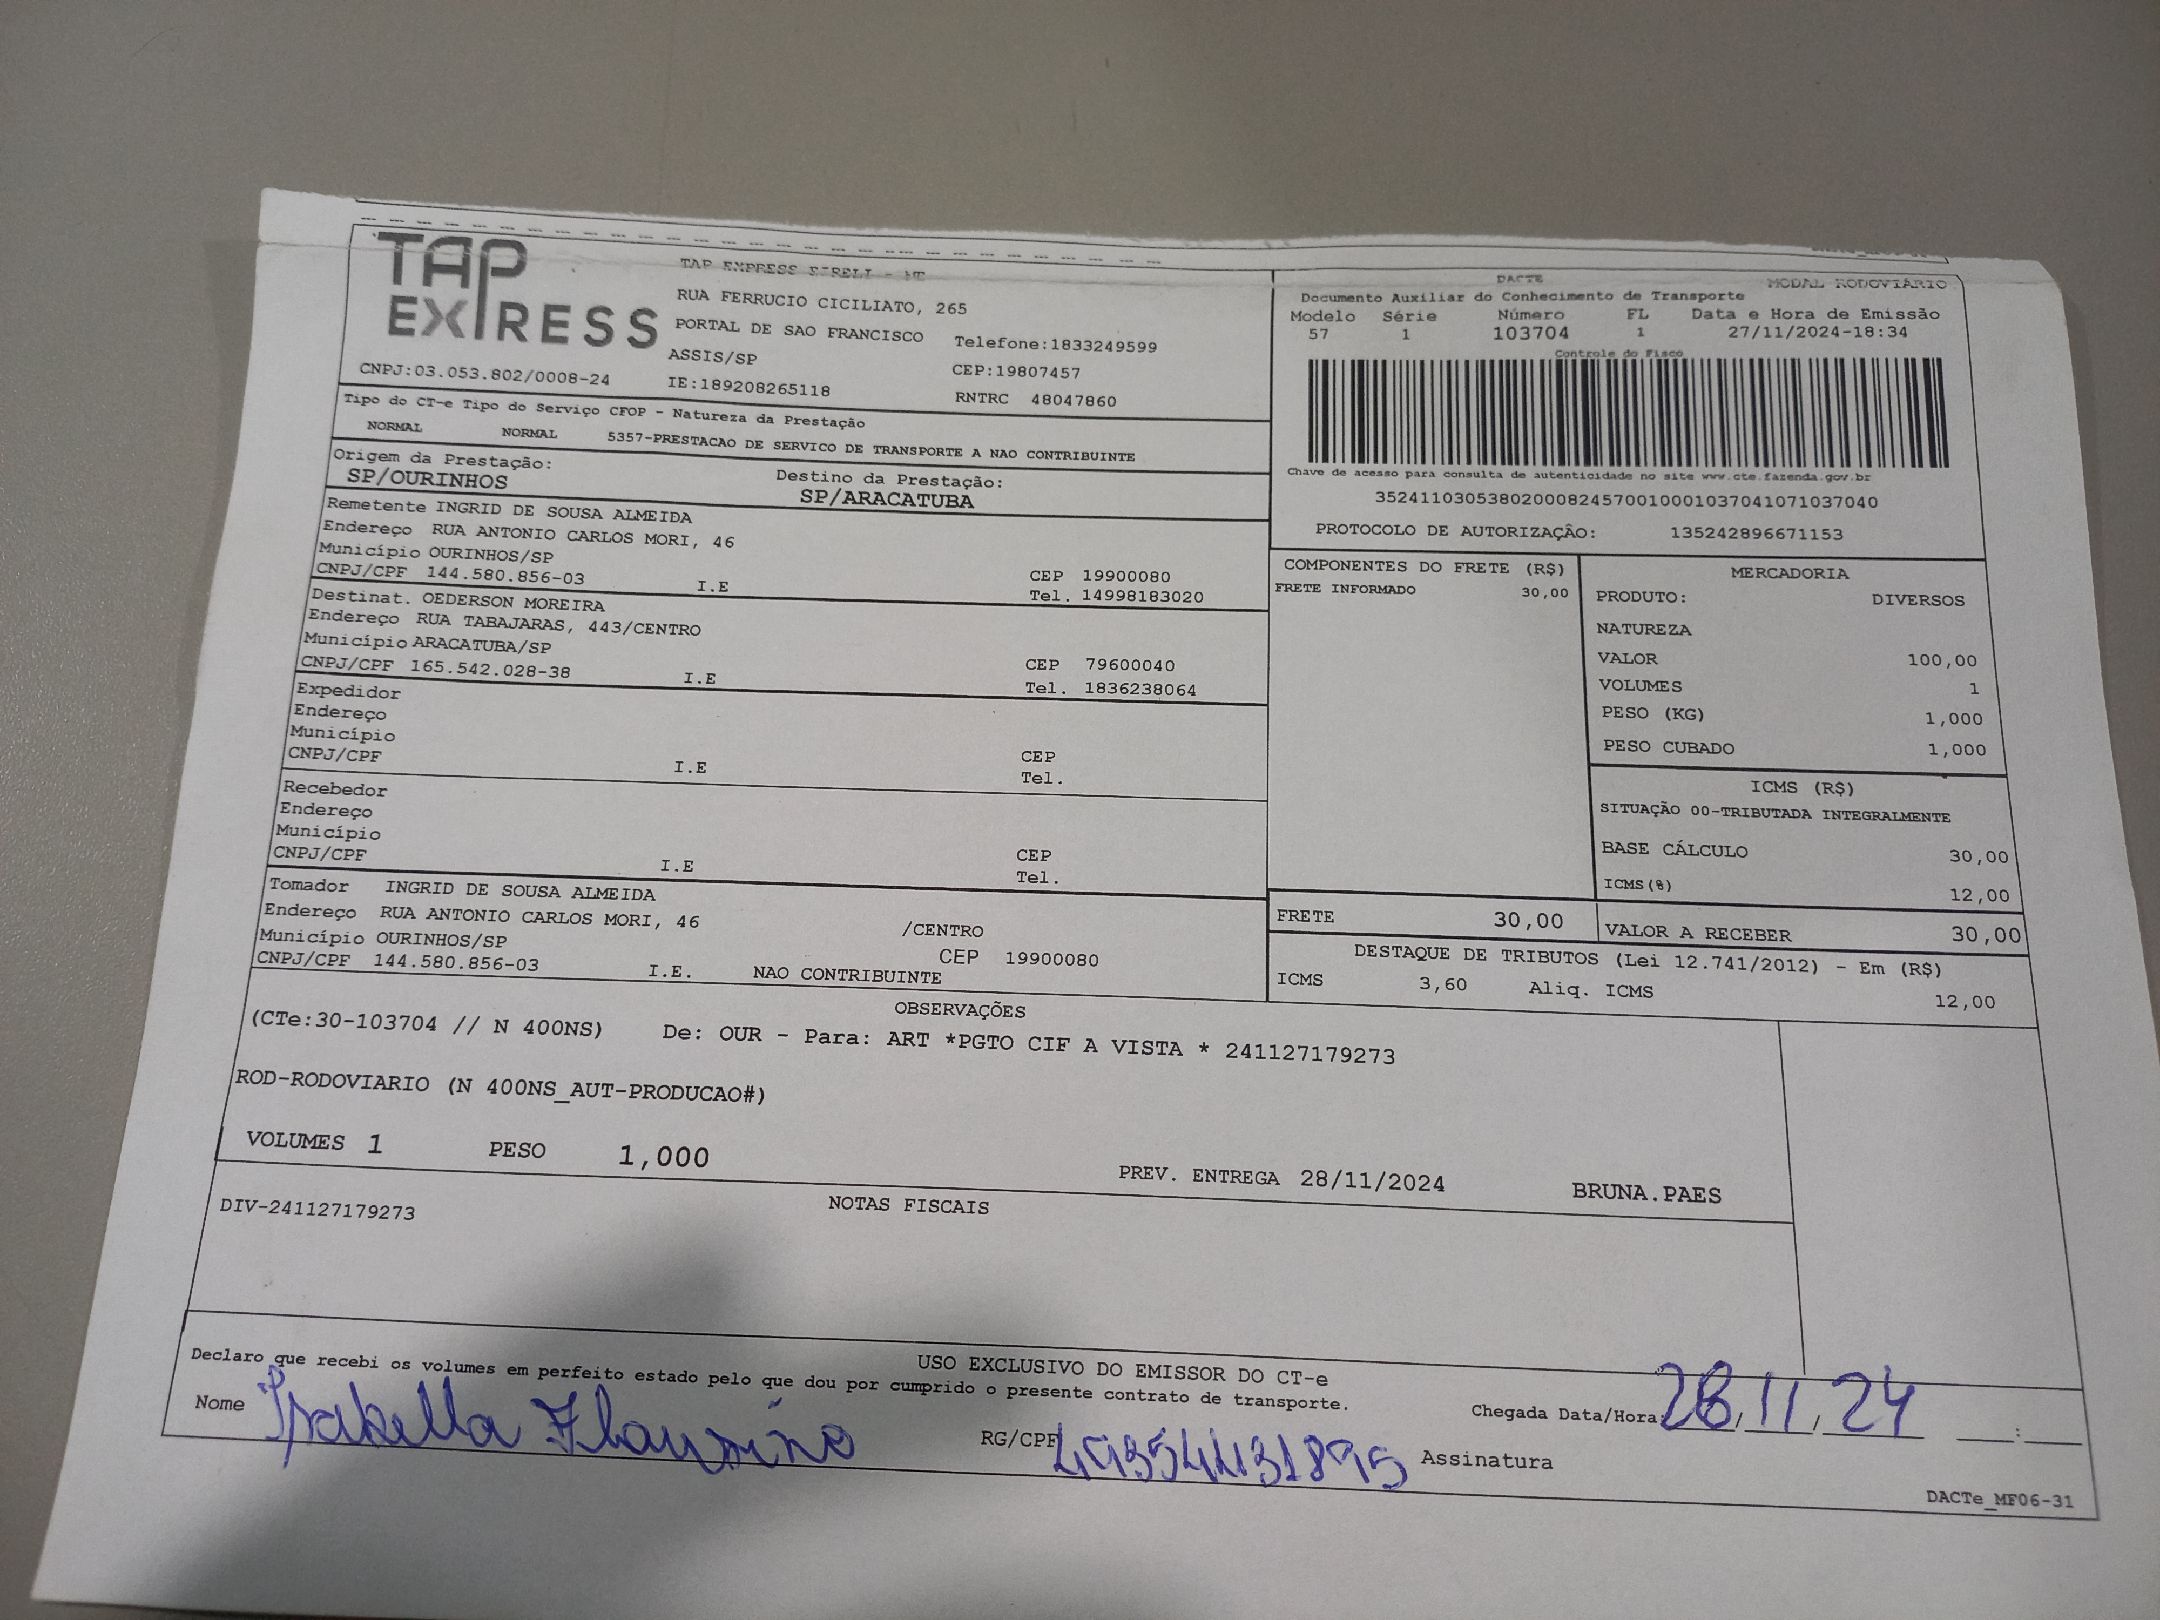 TAP
EXPRESS
TAP EXPRESS EIRELI - MT
RUA FERRUCIO CICILIATO, 265
PORTAL DE SAO FRANCISCO Telefone:1833249599
ASSIS/SP CEP:19807457
CNPJ:03.053.802/0008-24 IE:189208265118 RNTRC 48047860
DACTE MODAL RODOVIÁRIO
Documento Auxiliar do Conhecimento de Transporte
Modelo Série Número FL Data e Hora de Emissão
57 1 103704 1 27/11/2024-18:34
Controle do Fisco
Chave de acesso para consulta de autenticidade no site www.cte.fazenda.gov.br
35241103053802000824570010001037041071037040
PROTOCOLO DE AUTORIZAÇÃO: 135242896671153
Tipo do CT-e Tipo do Serviço CFOP - Natureza da Prestação
NORMAL NORMAL 5357-PRESTACAO DE SERVICO DE TRANSPORTE A NAO CONTRIBUINTE
Origem da Prestação: Destino da Prestação:
SP/OURINHOS SP/ARACATUBA
Remetente INGRID DE SOUSA ALMEIDA
Endereço RUA ANTONIO CARLOS MORI, 46
Município OURINHOS/SP CEP 19900080
CNPJ/CPF 144.580.856-03 I.E Tel. 14998183020
Destinat. OEDERSON MOREIRA
Endereço RUA TABAJARAS, 443/CENTRO
Município ARACATUBA/SP CEP 79600040
CNPJ/CPF 165.542.028-38 I.E Tel. 1836238064
Expedidor
Endereço
Município CEP
CNPJ/CPF I.E Tel.
Recebedor
Endereço
Município CEP
CNPJ/CPF I.E Tel.
Tomador INGRID DE SOUSA ALMEIDA
Endereço RUA ANTONIO CARLOS MORI, 46 /CENTRO
Município OURINHOS/SP CEP 19900080
CNPJ/CPF 144.580.856-03 I.E. NAO CONTRIBUINTE
COMPONENTES DO FRETE (R$)
FRETE INFORMADO 30,00
MERCADORIA
PRODUTO: DIVERSOS
NATUREZA
VALOR 100,00
VOLUMES 1
PESO (KG) 1,000
PESO CUBADO 1,000
ICMS (R$)
SITUAÇÃO 00-TRIBUTADA INTEGRALMENTE
BASE CÁLCULO 30,00
ICMS(%) 12,00
FRETE 30,00 VALOR A RECEBER 30,00
DESTAQUE DE TRIBUTOS (Lei 12.741/2012) - Em (R$)
ICMS 3,60 Aliq. ICMS 12,00
OBSERVAÇÕES
(CTe:30-103704 // N 400NS) De: OUR - Para: ART *PGTO CIF A VISTA * 241127179273
ROD-RODOVIARIO (N 400NS_AUT-PRODUCAO#)
VOLUMES 1 PESO 1,000 PREV. ENTREGA 28/11/2024 BRUNA.PAES
NOTAS FISCAIS
DIV-241127179273
USO EXCLUSIVO DO EMISSOR DO CT-e
Declaro que recebi os volumes em perfeito estado pelo que dou por cumprido o presente contrato de transporte.
Chegada Data/Hora 28/11/24 :
Nome Isabella Flausino RG/CPF 49354431895 Assinatura
DACTe_MF06-31